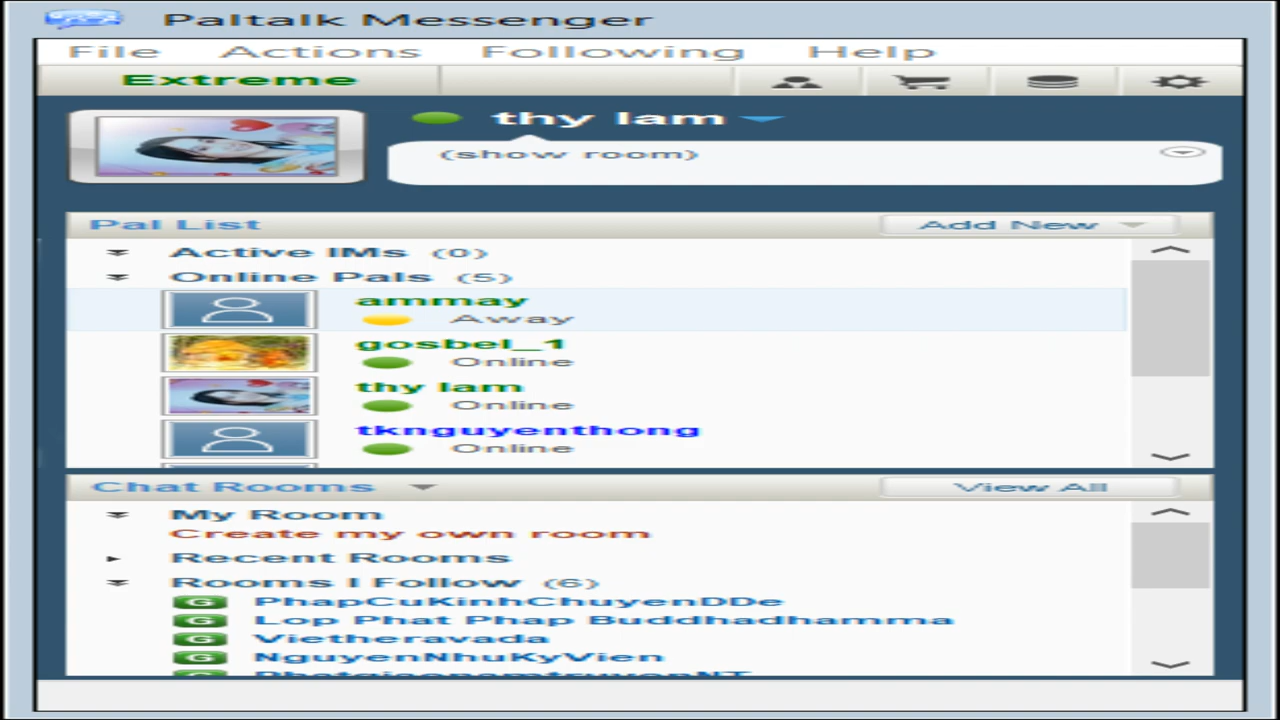 Paltalk Messenger
File Actions Following Help
Extreme
thy lam
(show room)
Pal List Add New
Active IMs (0)
Online Pals (5)
ammay
Away
gosbel_1
Online
thy lam
Online
tknguyenthong
Online
Chat Rooms View All
My Room
Create my own room
Recent Rooms
Rooms I Follow (6)
G PhapCuKinhChuyenDDe
G Lop Phat Phap Buddhadhamma
G Vietheravada
G NguyenNhuKyVien